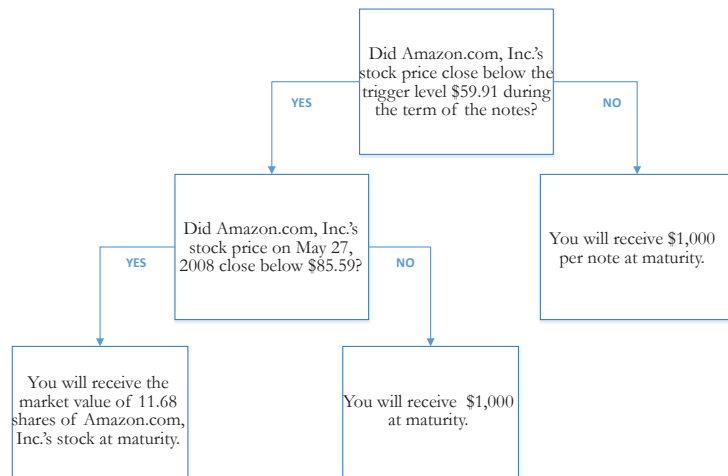 Did Amazon.com, Inc.'s
stock price close below the
trigger level $59.91 during
the term of the notes?
YES
NO
Did Amazon.com, Inc.'s
stock price on May 27,
2008 close below $85.59?
You will receive $1,000
per note at maturity.
YES
NO
You will receive the
market value of 11.68
shares of Amazon.com,
Inc.'s stock at maturity.
You will receive $1,000
at maturity.